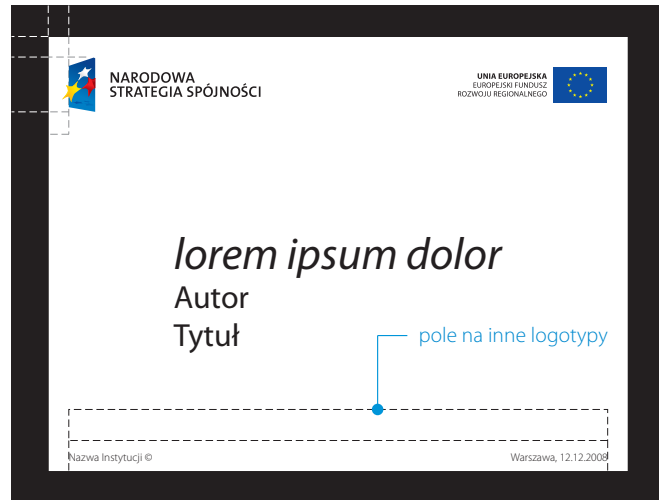 NARODOWA
STRATEGIA SPÓJNOŚCI
UNIA EUROPEJSKA
EUROPEJSKI FUNDUSZ
ROZWOJU REGIONALNEGO
lorem ipsum dolor
Autor
Tytuł
pole na inne logotypy
Nazwa Instytucji ©
Warszawa, 12.12.2008